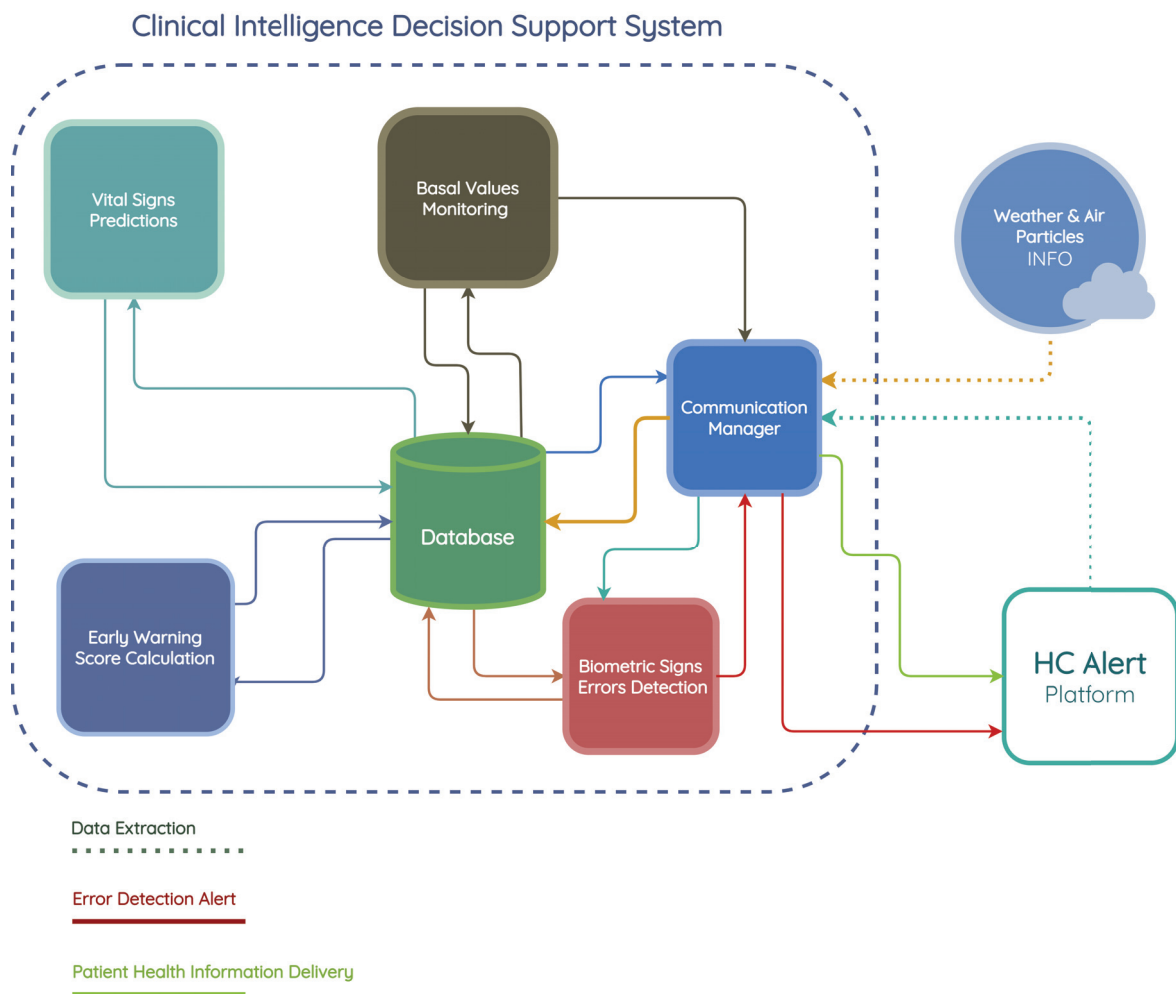 Clinical Intelligence Decision Support System
Vital Signs
Predictions
Basal Values
Monitoring
Weather & Air
Particles
INFO
Communication
Manager
Database
Early Warning
Score Calculation
Biometric Signs
Errors Detection
HC Alert
Platform
Data Extraction
Error Detection Alert
Patient Health Information Delivery